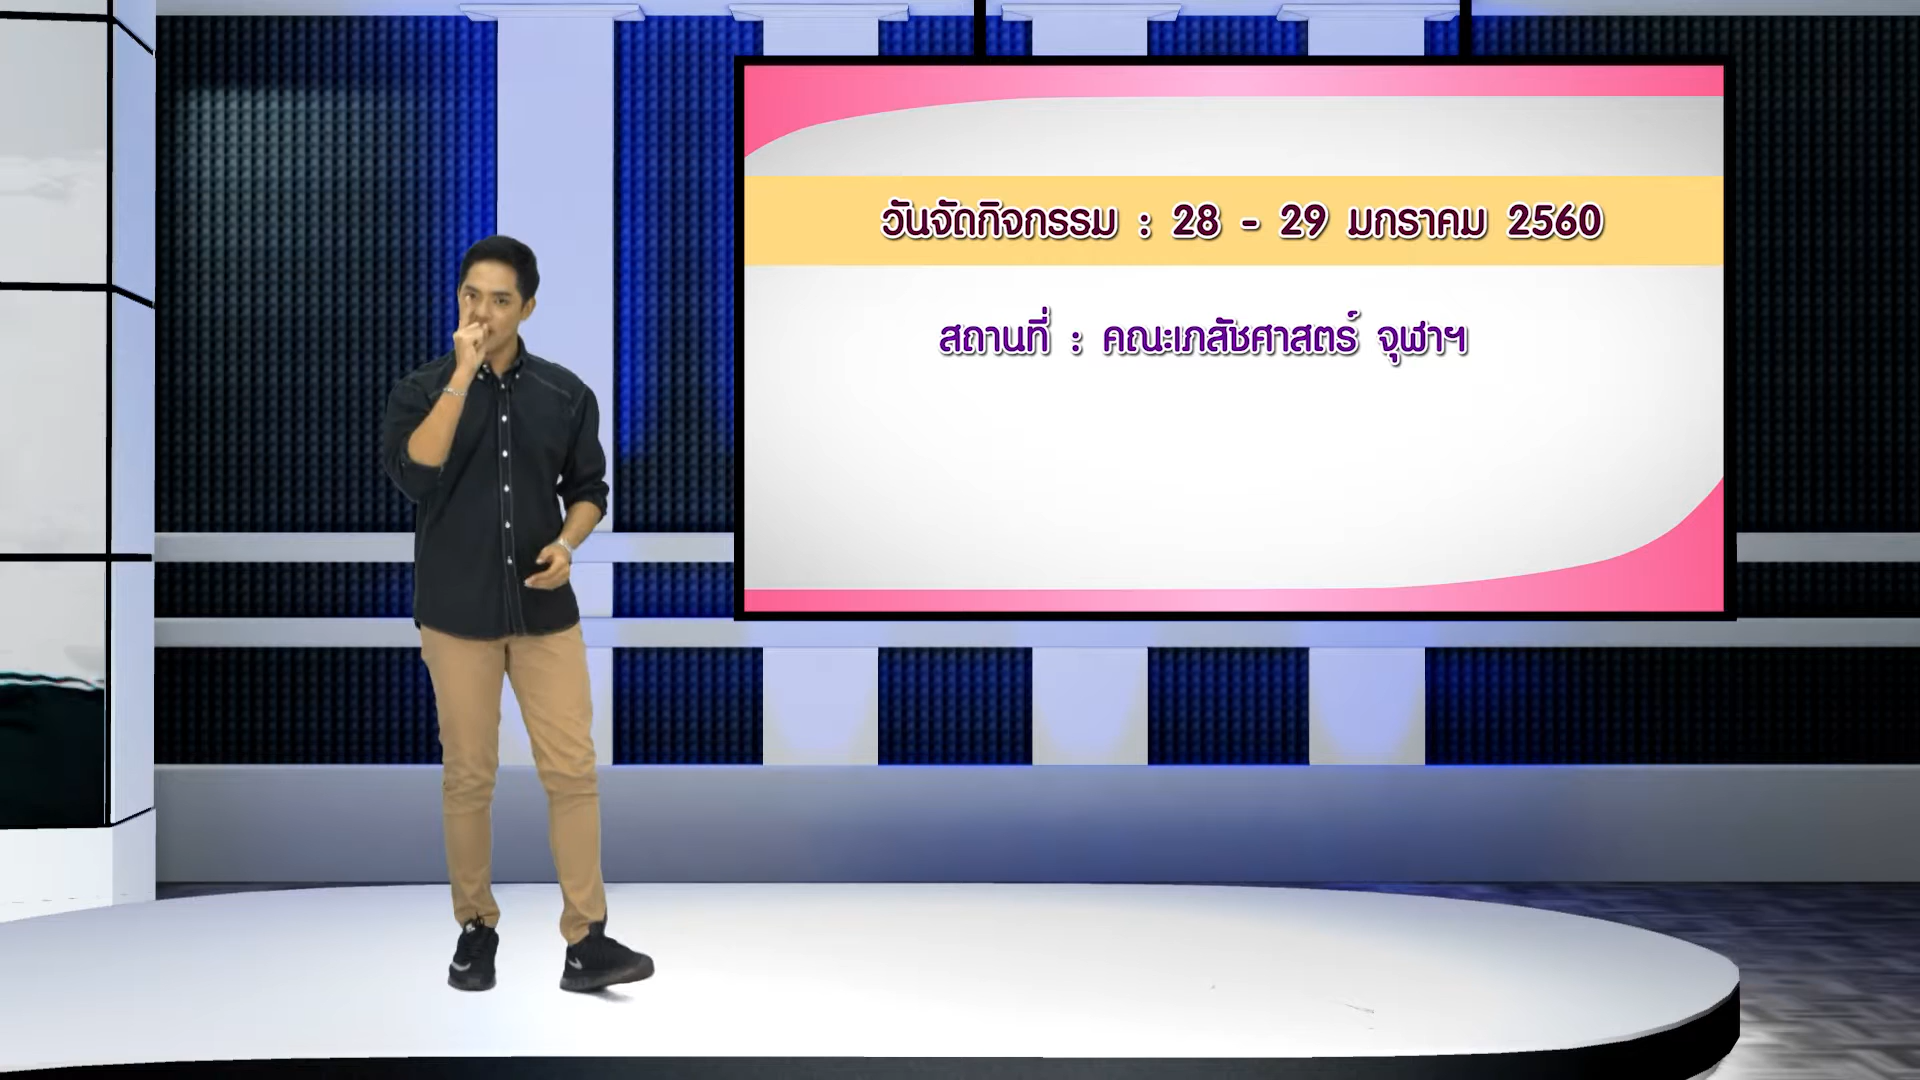 วันจัดกิจกรรม : 28 - 29 มกราคม 2560
สถานที่ : คณะเภสัชศาสตร์ จุฬาฯ